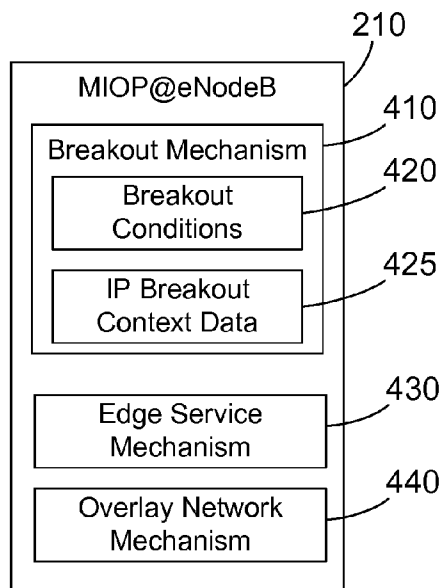 210
MIOP@eNodeB
410
Breakout Mechanism
420
Breakout
Conditions
425
IP Breakout
Context Data
430
Edge Service
Mechanism
440
Overlay Network
Mechanism